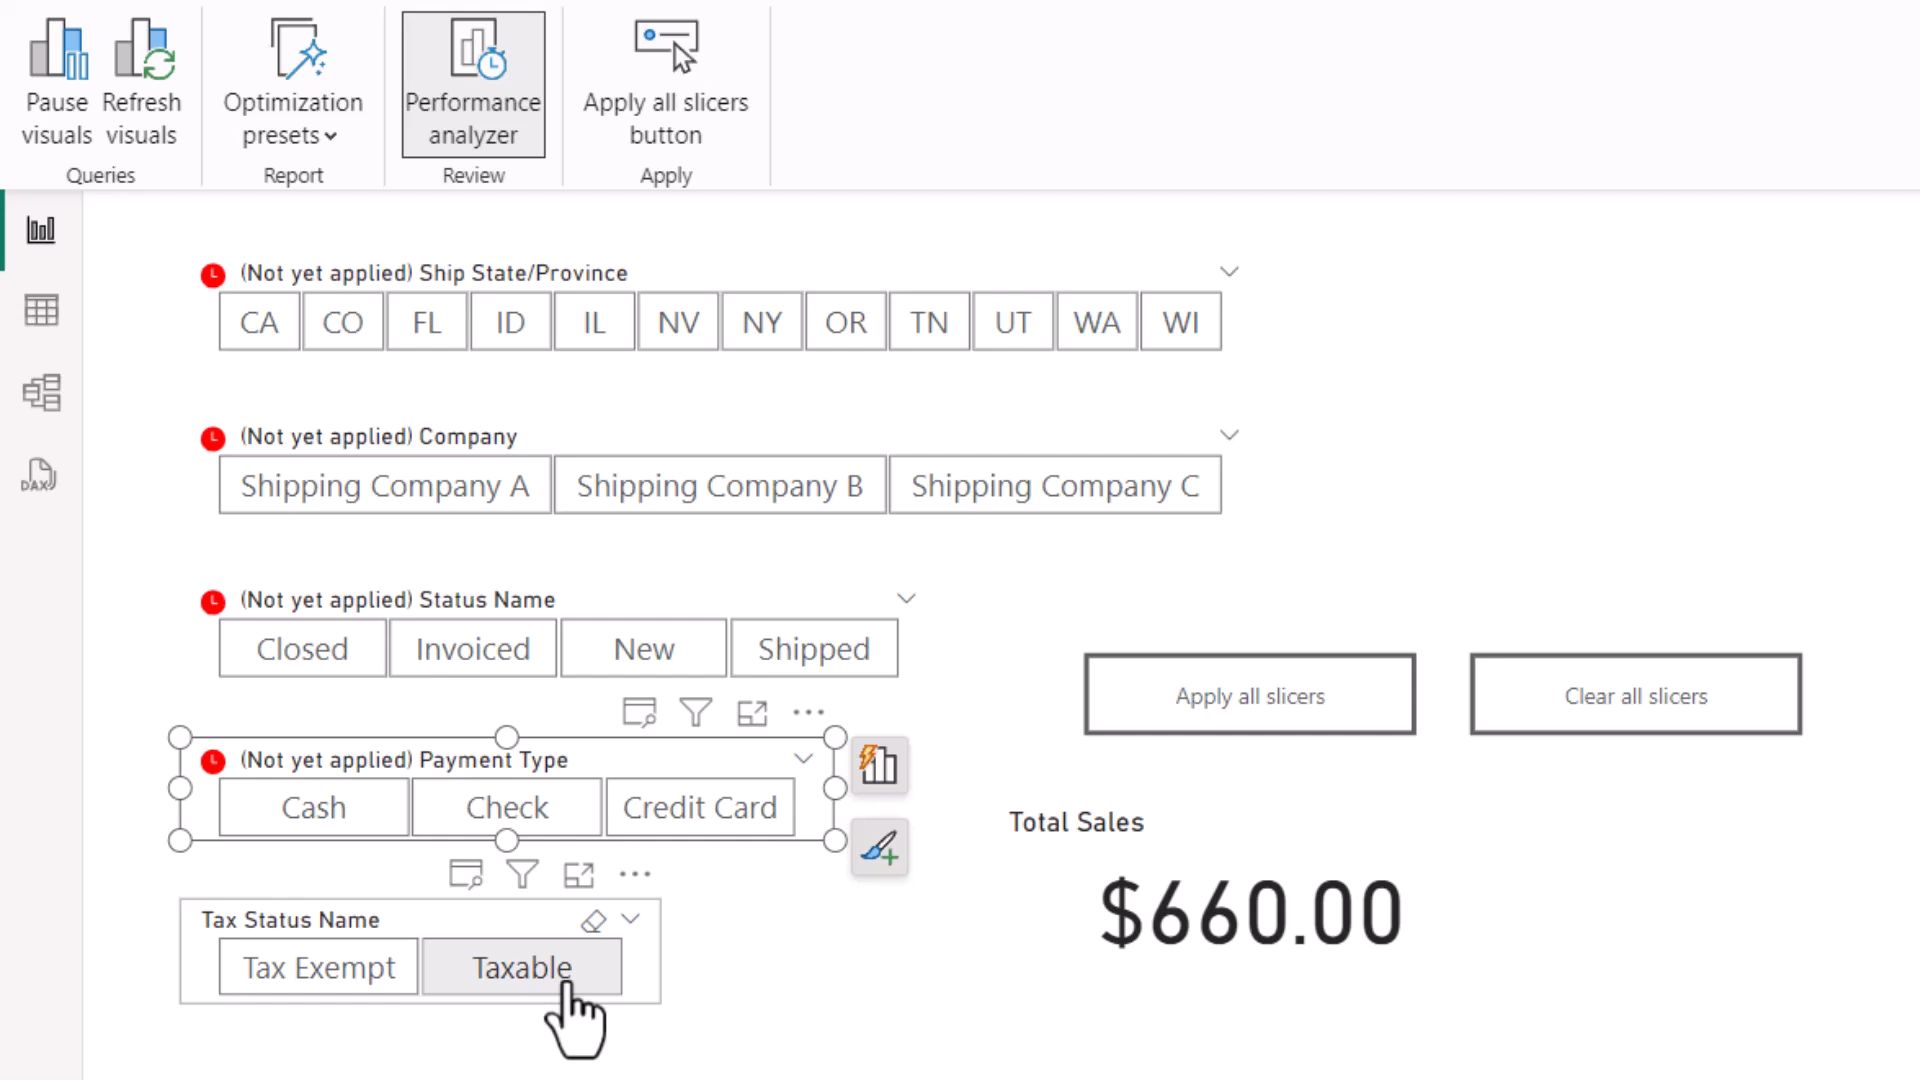 Pause visuals
Refresh visuals
Optimization presets
Performance analyzer
Apply all slicers button
Queries
Report
Review
Apply
(Not yet applied) Ship State/Province
CA CO FL ID IL NV NY OR TN UT WA WI
(Not yet applied) Company
Shipping Company A Shipping Company B Shipping Company C
(Not yet applied) Status Name
Closed Invoiced New Shipped
Apply all slicers Clear all slicers
(Not yet applied) Payment Type
Cash Check Credit Card
Total Sales
$660.00
Tax Status Name
Tax Exempt Taxable
DAX